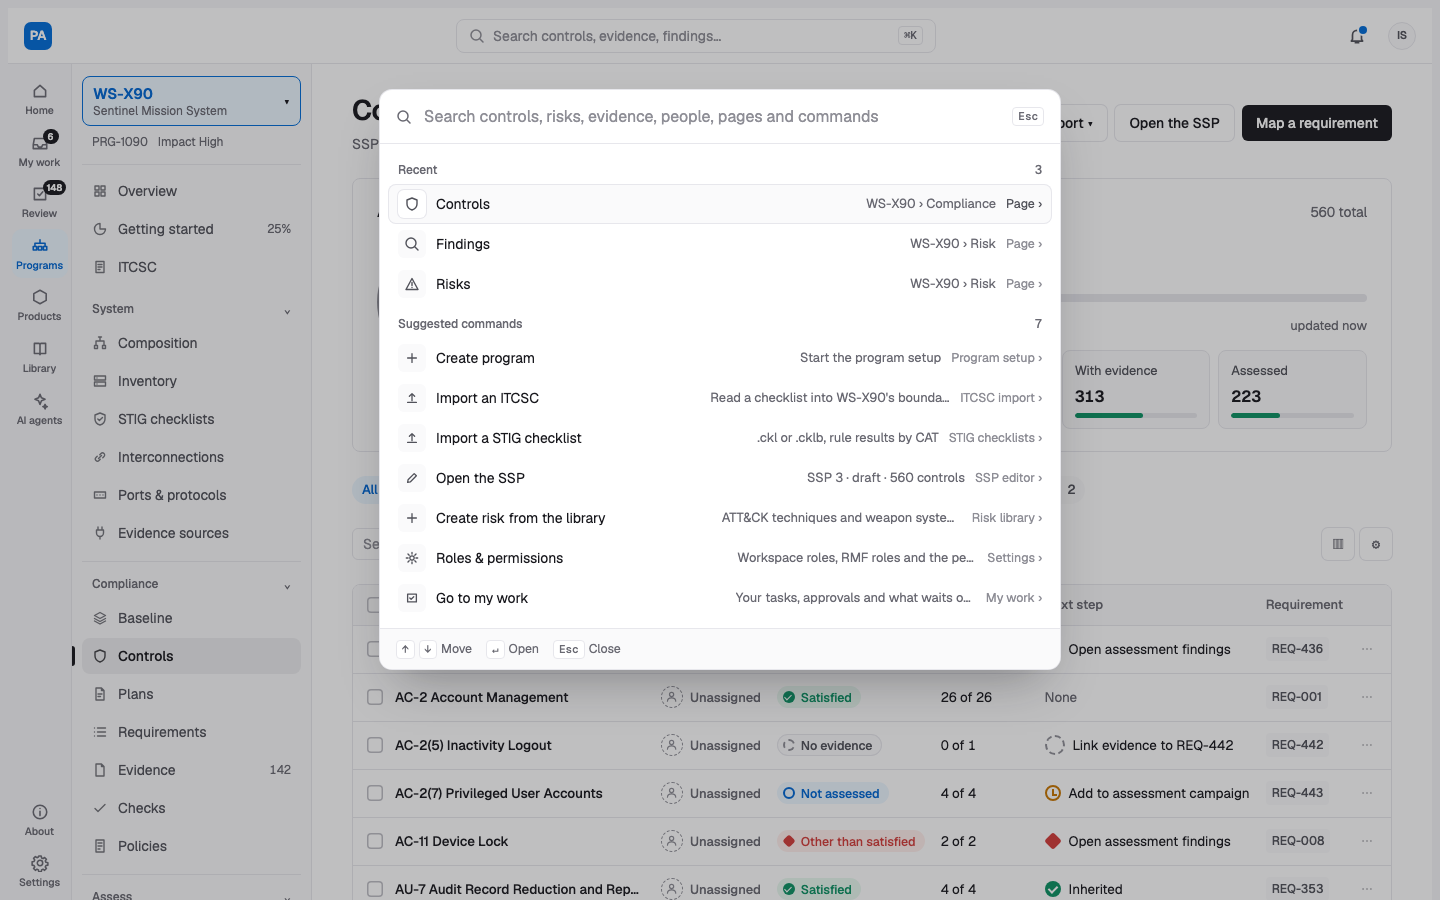 PA
Search controls, evidence, findings...
⌘K
IS
Home
6
My work
148
Review
Programs
Products
Library
AI agents
About
Settings
WS-X90
Sentinel Mission System
PRG-1090 Impact High
Overview
Getting started 25%
ITCSC
System
Composition
Inventory
STIG checklists
Interconnections
Ports & protocols
Evidence sources
Compliance
Baseline
Controls
Plans
Requirements
Evidence 142
Checks
Policies
Assess
Open the SSP
Map a requirement
SSP
560 total
updated now
With evidence
313
Assessed
223
All
2
Search controls, risks, evidence, people, pages and commands
Esc
Recent 3
Controls WS-X90 › Compliance Page ›
Findings WS-X90 › Risk Page ›
Risks WS-X90 › Risk Page ›
Suggested commands 7
Create program Start the program setup Program setup ›
Import an ITCSC Read a checklist into WS-X90's bounda... ITCSC import ›
Import a STIG checklist .ckl or .cklb, rule results by CAT STIG checklists ›
Open the SSP SSP 3 · draft · 560 controls SSP editor ›
Create risk from the library ATT&CK techniques and weapon syste... Risk library ›
Roles & permissions Workspace roles, RMF roles and the pe... Settings ›
Go to my work Your tasks, approvals and what waits o... My work ›
↑ ↓ Move ↵ Open Esc Close
Requirement
Open assessment findings REQ-436
AC-2 Account Management Unassigned Satisfied 26 of 26 None REQ-001
AC-2(5) Inactivity Logout Unassigned No evidence 0 of 1 Link evidence to REQ-442 REQ-442
AC-2(7) Privileged User Accounts Unassigned Not assessed 4 of 4 Add to assessment campaign REQ-443
AC-11 Device Lock Unassigned Other than satisfied 2 of 2 Open assessment findings REQ-008
AU-7 Audit Record Reduction and Rep... Unassigned Satisfied 4 of 4 Inherited REQ-353